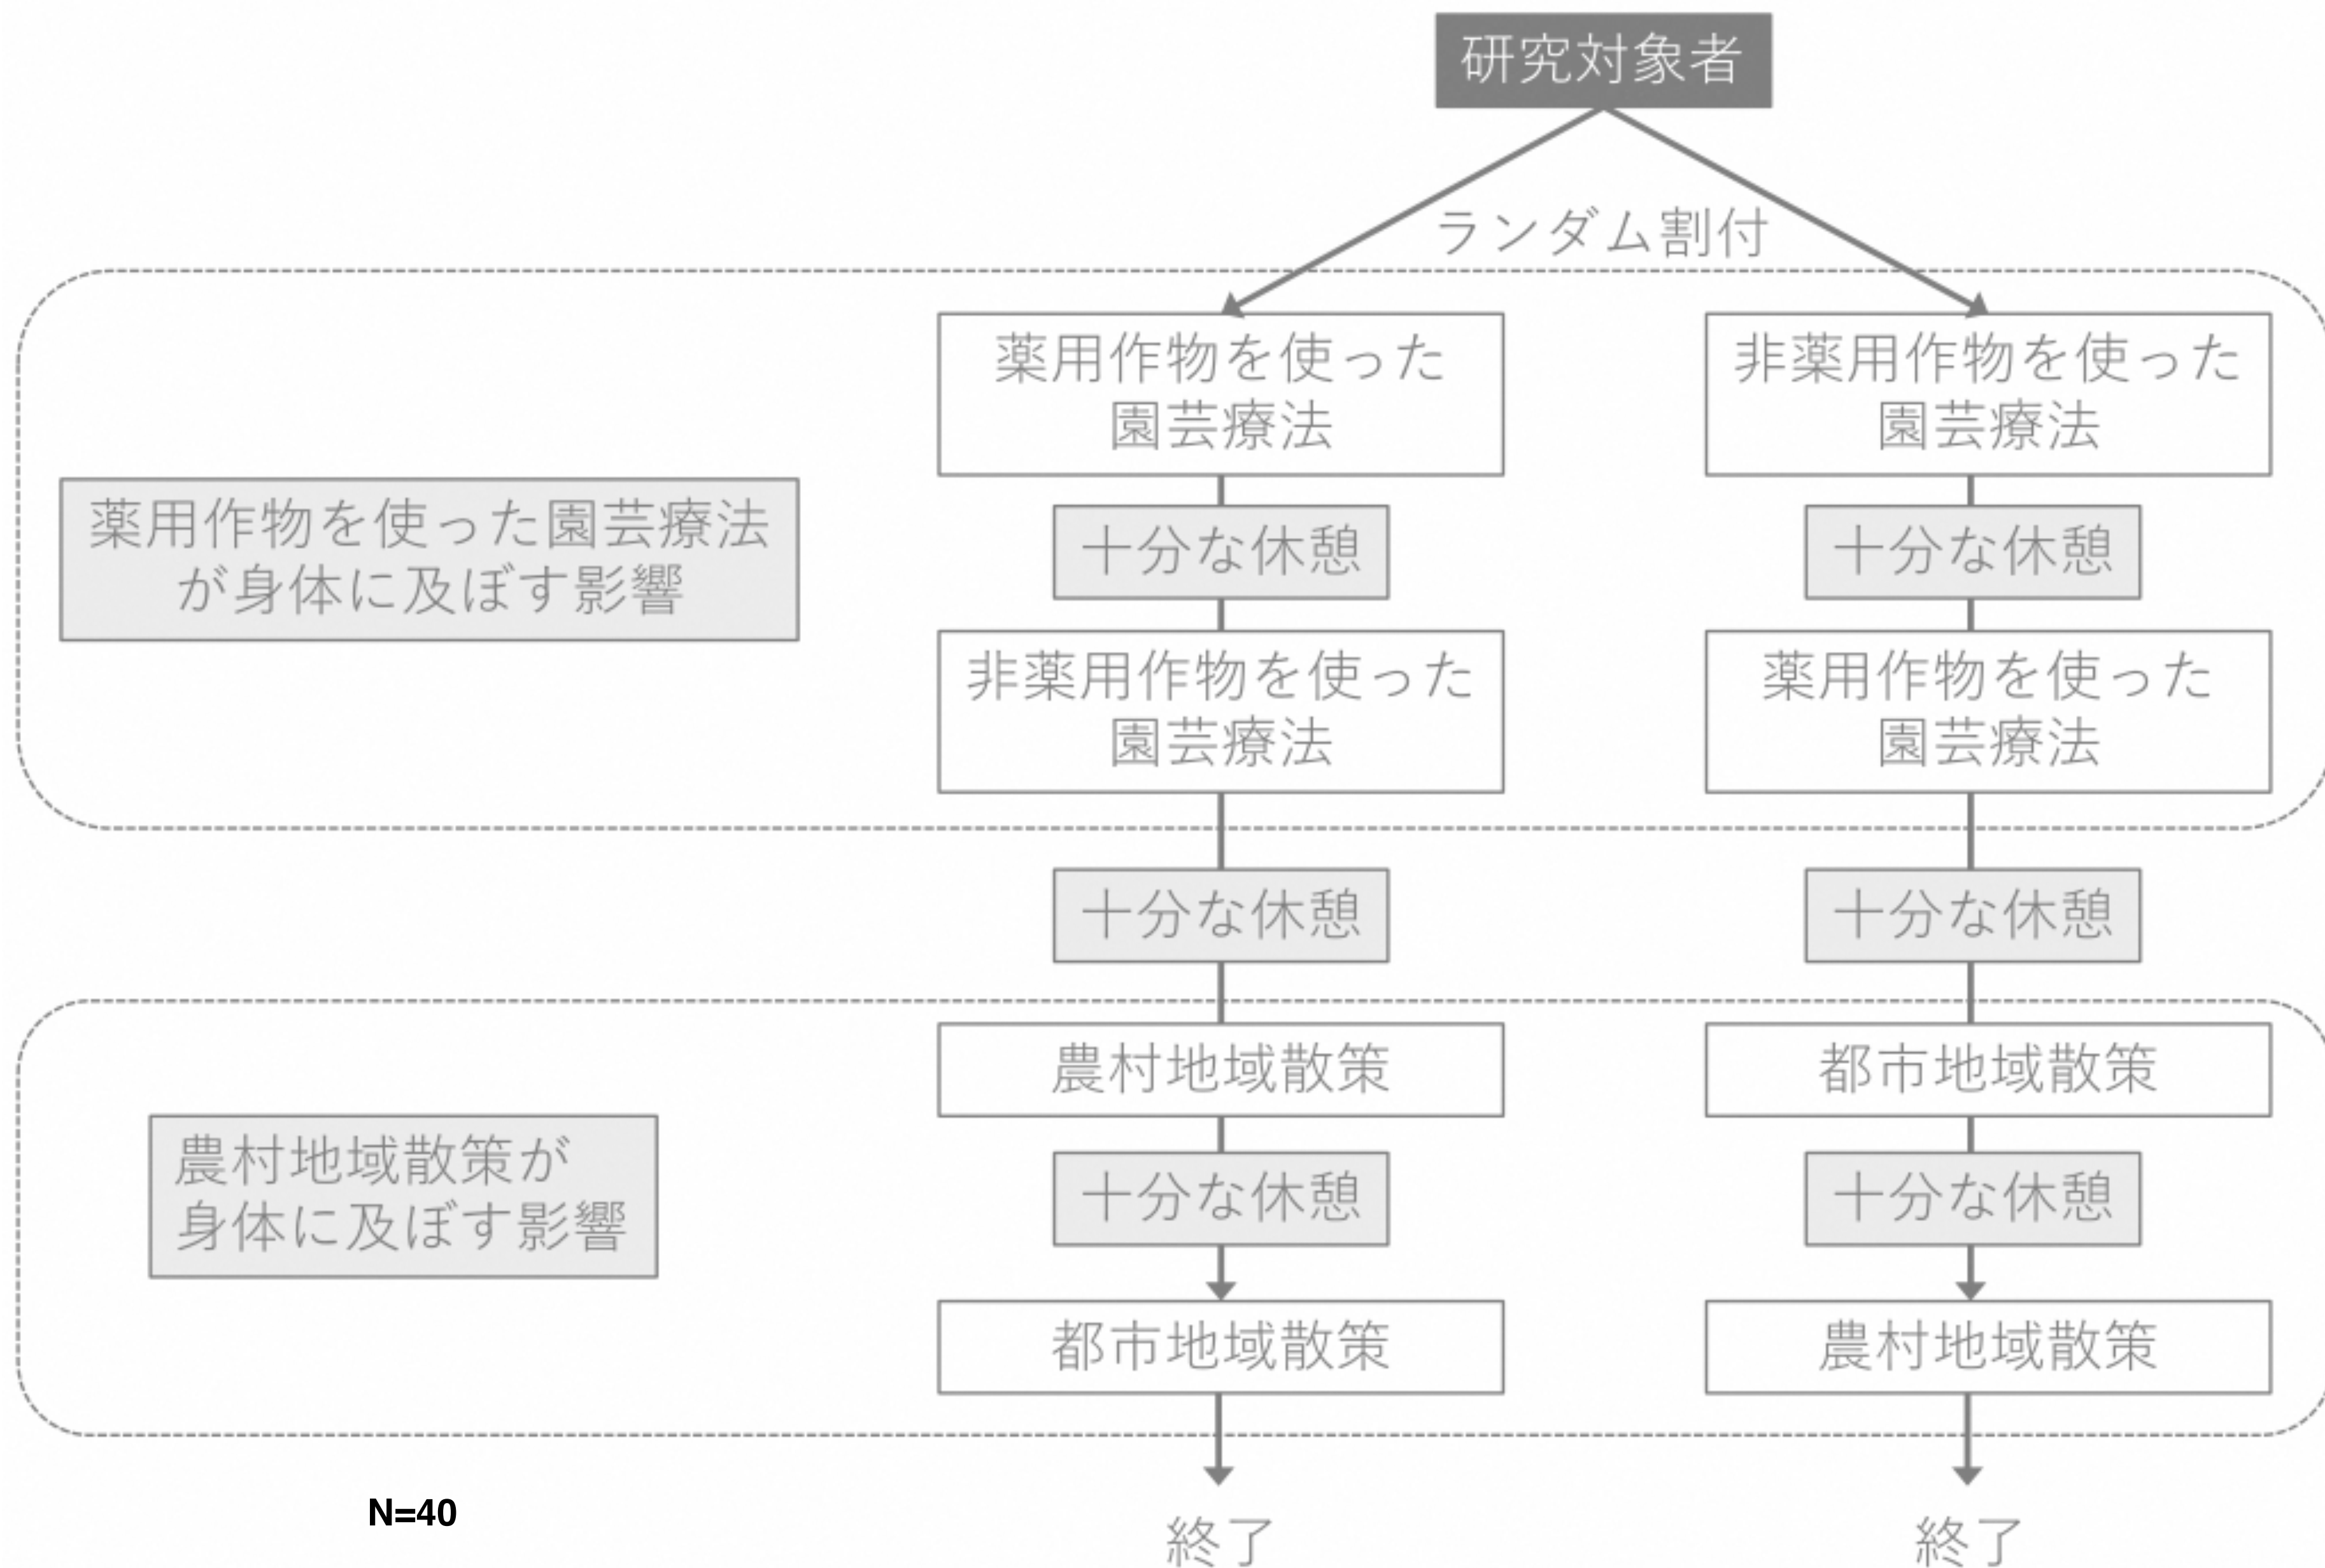 研究対象者
ランダム割付
薬用作物を使った
園芸療法
非薬用作物を使った
園芸療法
薬用作物を使った園芸療法
が身体に及ぼす影響
十分な休憩
十分な休憩
非薬用作物を使った
園芸療法
薬用作物を使った
園芸療法
十分な休憩
十分な休憩
農村地域散策
都市地域散策
農村地域散策が
身体に及ぼす影響
十分な休憩
十分な休憩
都市地域散策
農村地域散策
N=40
終了
終了